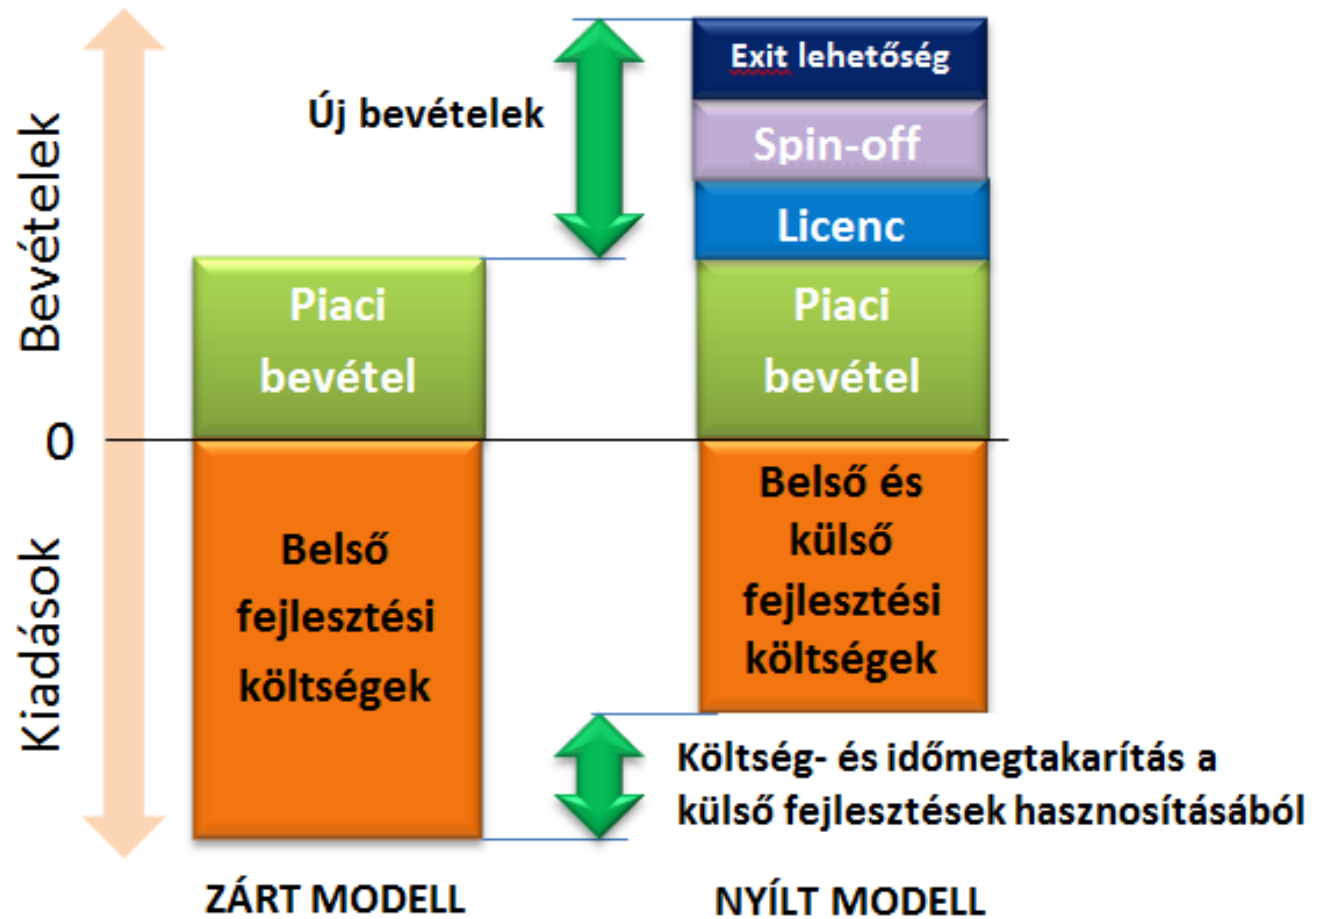 Bevételek
0
Kiadások
Új bevételek
Piaci
bevétel
Belső
fejlesztési
költségek
ZÁRT MODELL
Exit lehetőség
Spin-off
Licenc
Piaci
bevétel
Belső és
külső
fejlesztési
költségek
Költség- és időmegtakarítás a
külső fejlesztések hasznosításából
NYÍLT MODELL